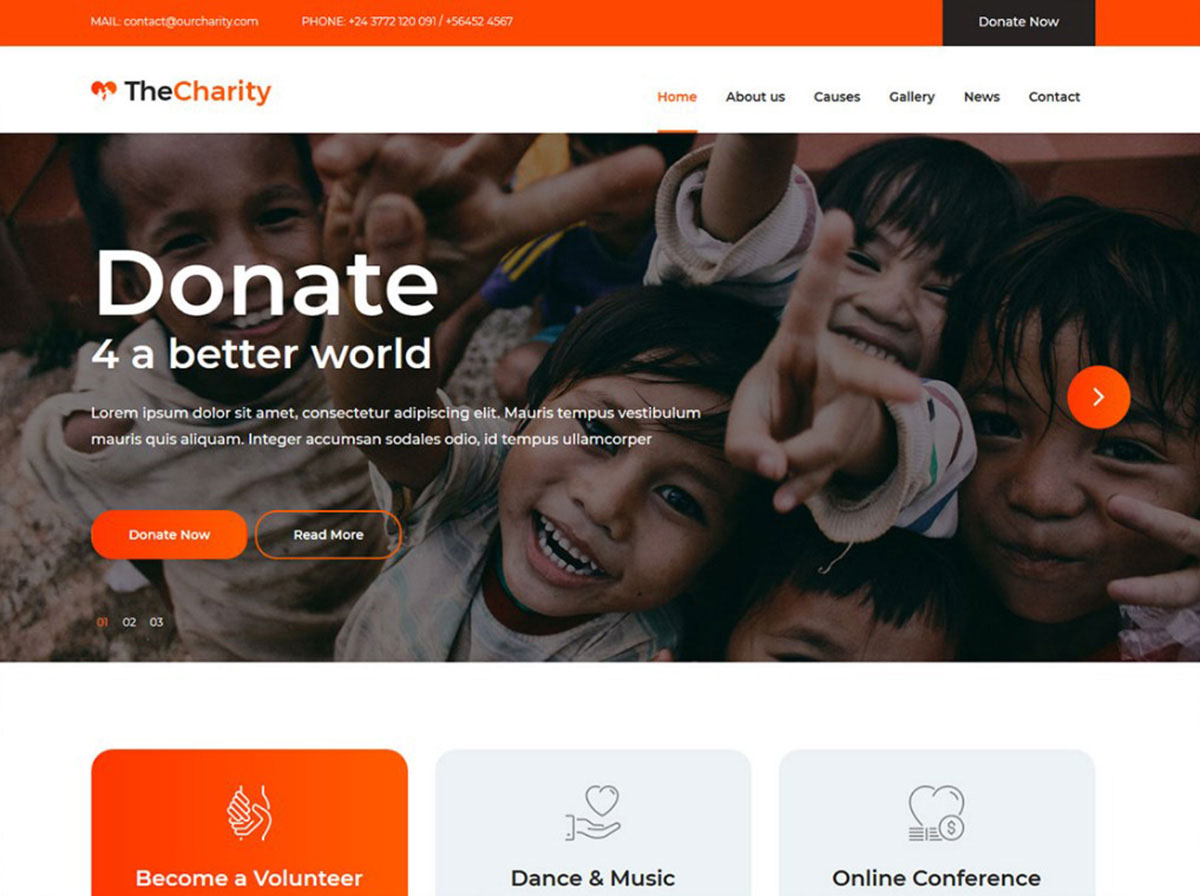 MAIL: contact@ourcharity.com PHONE: +24 3772 120 091 / +56452 4567 Donate Now
TheCharity Home About us Causes Gallery News Contact
Donate
4 a better world
Lorem ipsum dolor sit amet, consectetur adipiscing elit. Mauris tempus vestibulum
mauris quis aliquam. Integer accumsan sodales odio, id tempus ullamcorper
Donate Now Read More
01 02 03
Become a Volunteer Dance & Music Online Conference